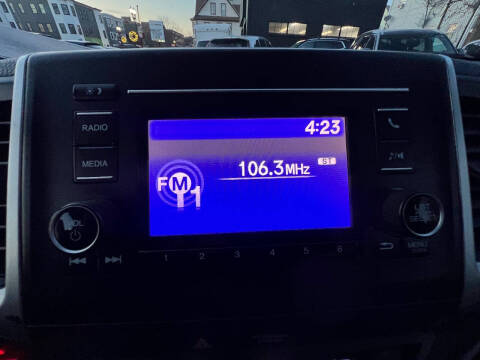 4:23
RADIO
106.3MHz ST
MEDIA
FM1
VOL
MENU
1 2 3 4 5 6